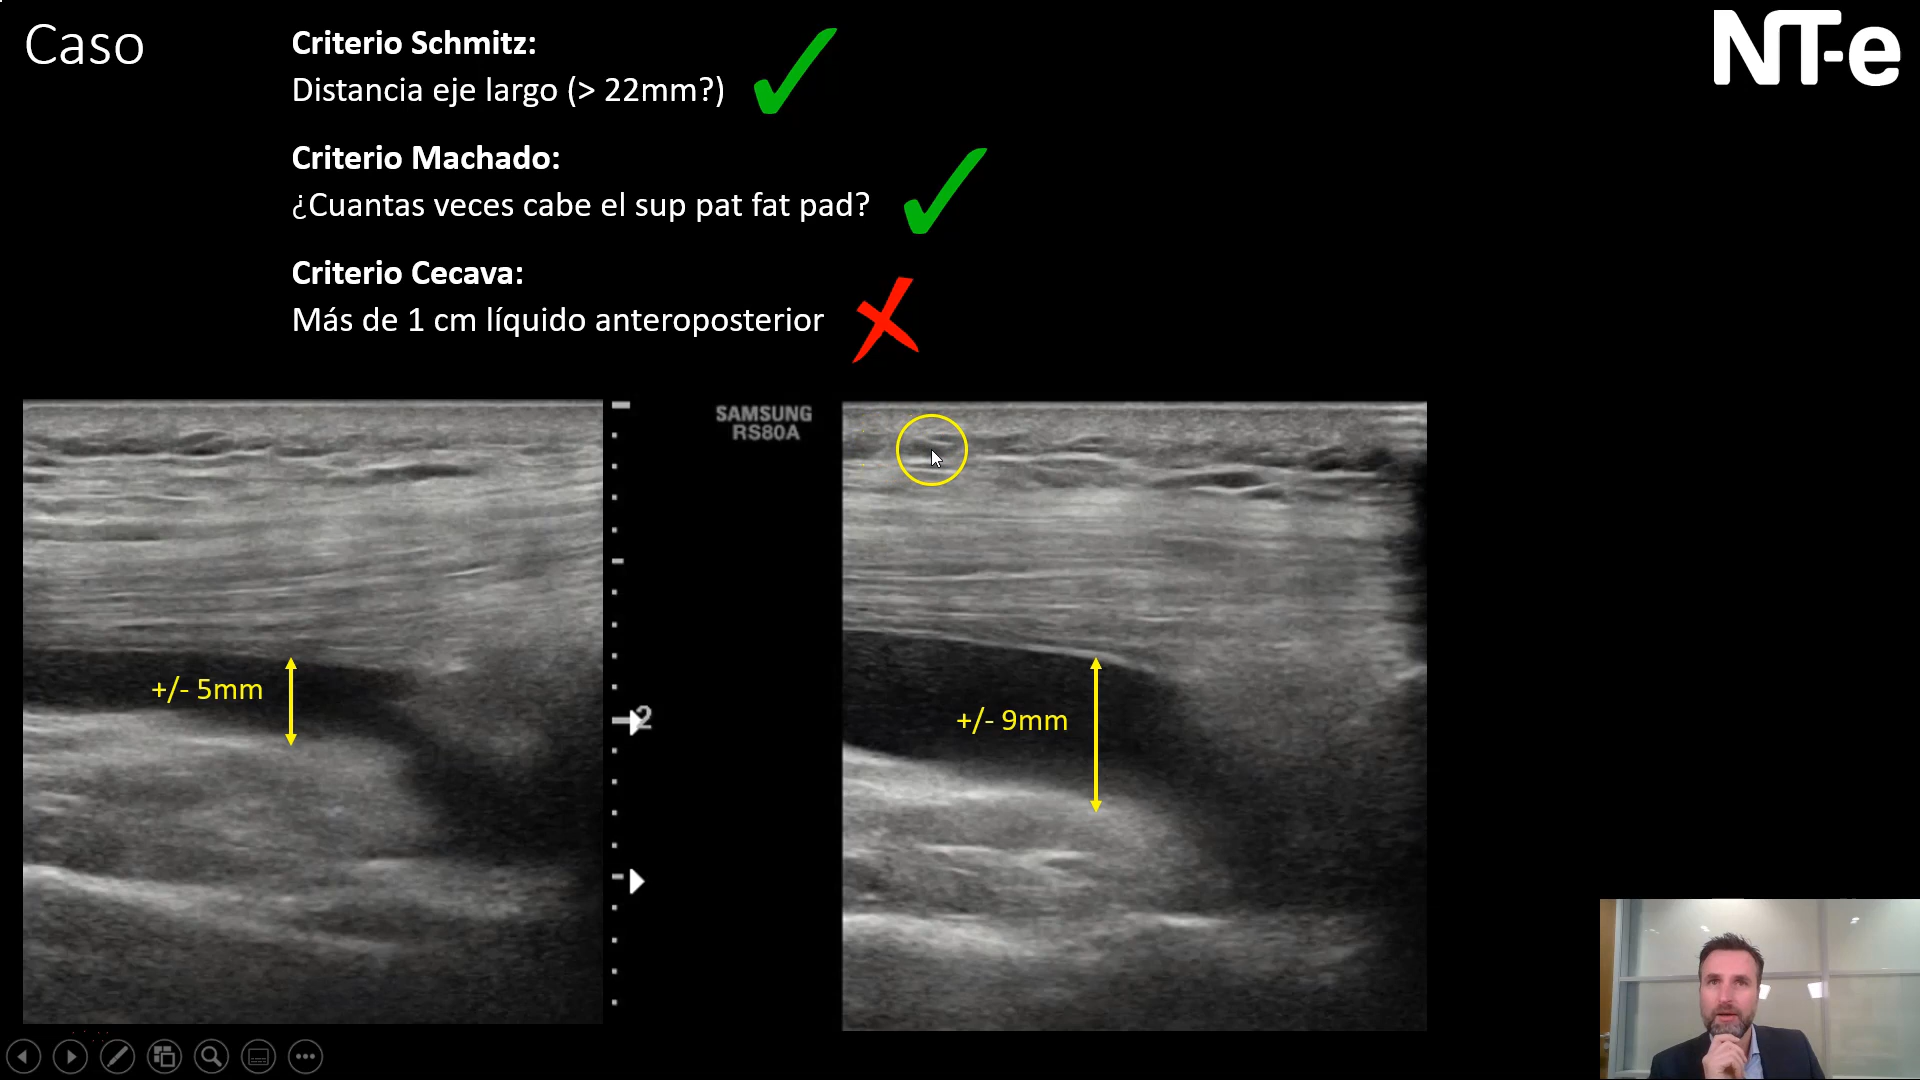 Caso
Criterio Schmitz:
Distancia eje largo (> 22mm?)
Criterio Machado:
¿Cuantas veces cabe el sup pat fat pad?
Criterio Cecava:
Más de 1 cm líquido anteroposterior
NT-e
SAMSUNG
RS80A
+/- 5mm
2
+/- 9mm